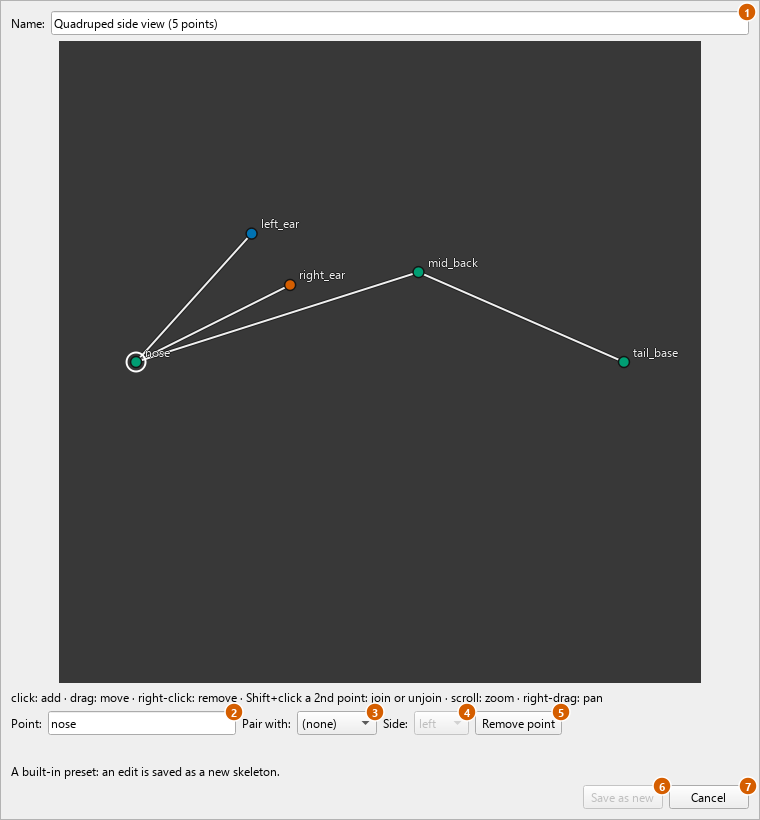 Name: Quadruped side view (5 points) 1
left_ear
mid_back
right_ear
nose
tail_base
click: add · drag: move · right-click: remove · Shift+click a 2nd point: join or unjoin · scroll: zoom · right-drag: pan
Point: nose 2 Pair with: (none) 3 Side: left 4 Remove point 5
A built-in preset: an edit is saved as a new skeleton.
Save as new 6 Cancel 7